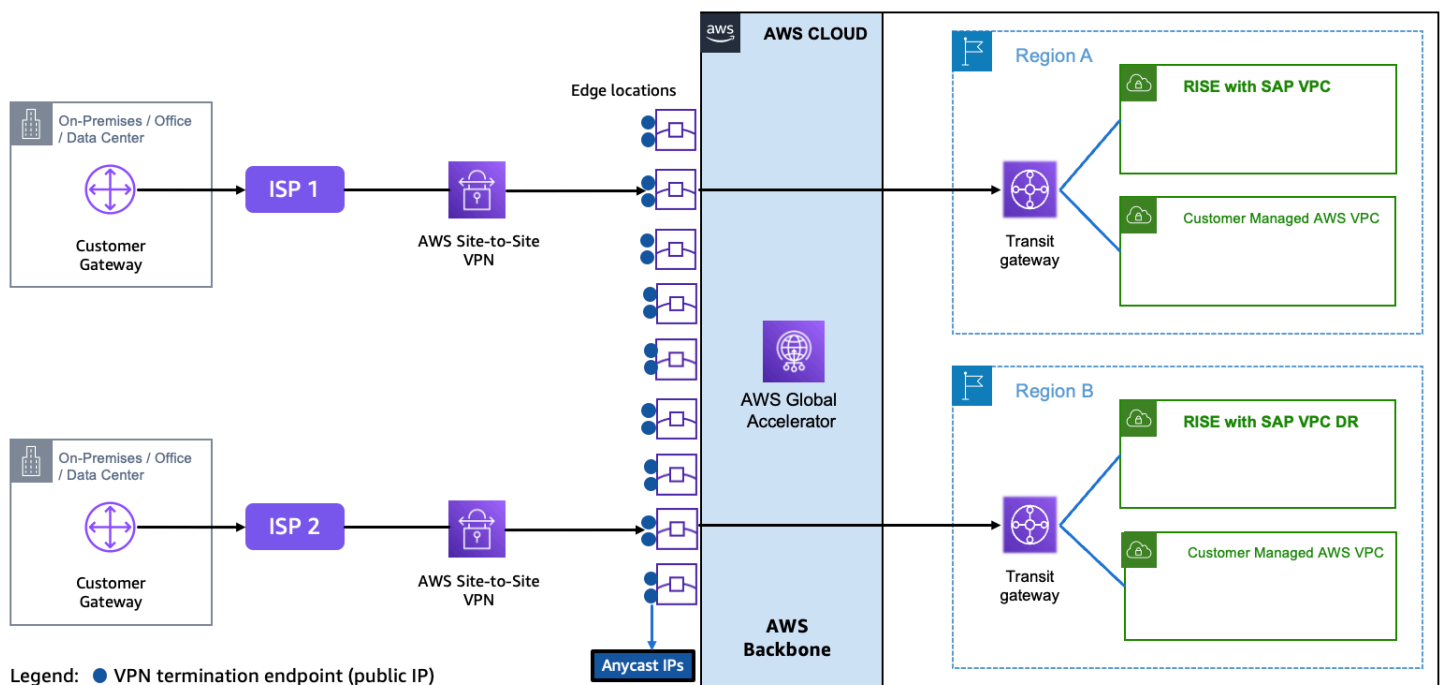 aws
AWS CLOUD
Region A
RISE with SAP VPC
Edge locations
On-Premises / Office
/ Data Center
ISP 1
Customer
Gateway
AWS Site-to-Site
VPN
Transit
gateway
Customer Managed AWS VPC
AWS Global
Accelerator
Region B
RISE with SAP VPC DR
On-Premises / Office
/ Data Center
ISP 2
Customer
Gateway
AWS Site-to-Site
VPN
Transit
gateway
Customer Managed AWS VPC
AWS
Backbone
Anycast IPs
Legend:
VPN termination endpoint (public IP)